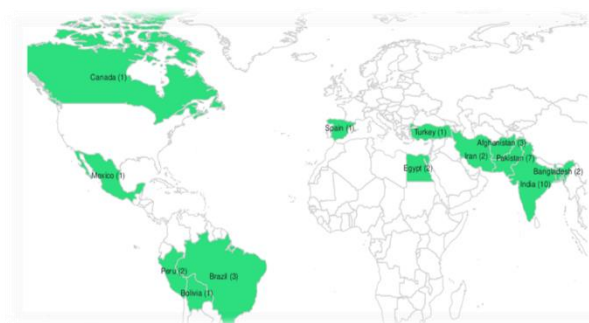 Canada (1)
Spain (1)
Turkey (1)
Afghanistan (3)
Iran (2)
Pakistan (7)
Egypt (2)
Bangladesh (2)
Mexico (1)
India (10)
Peru (2)
Brazil (3)
Bolivia (1)